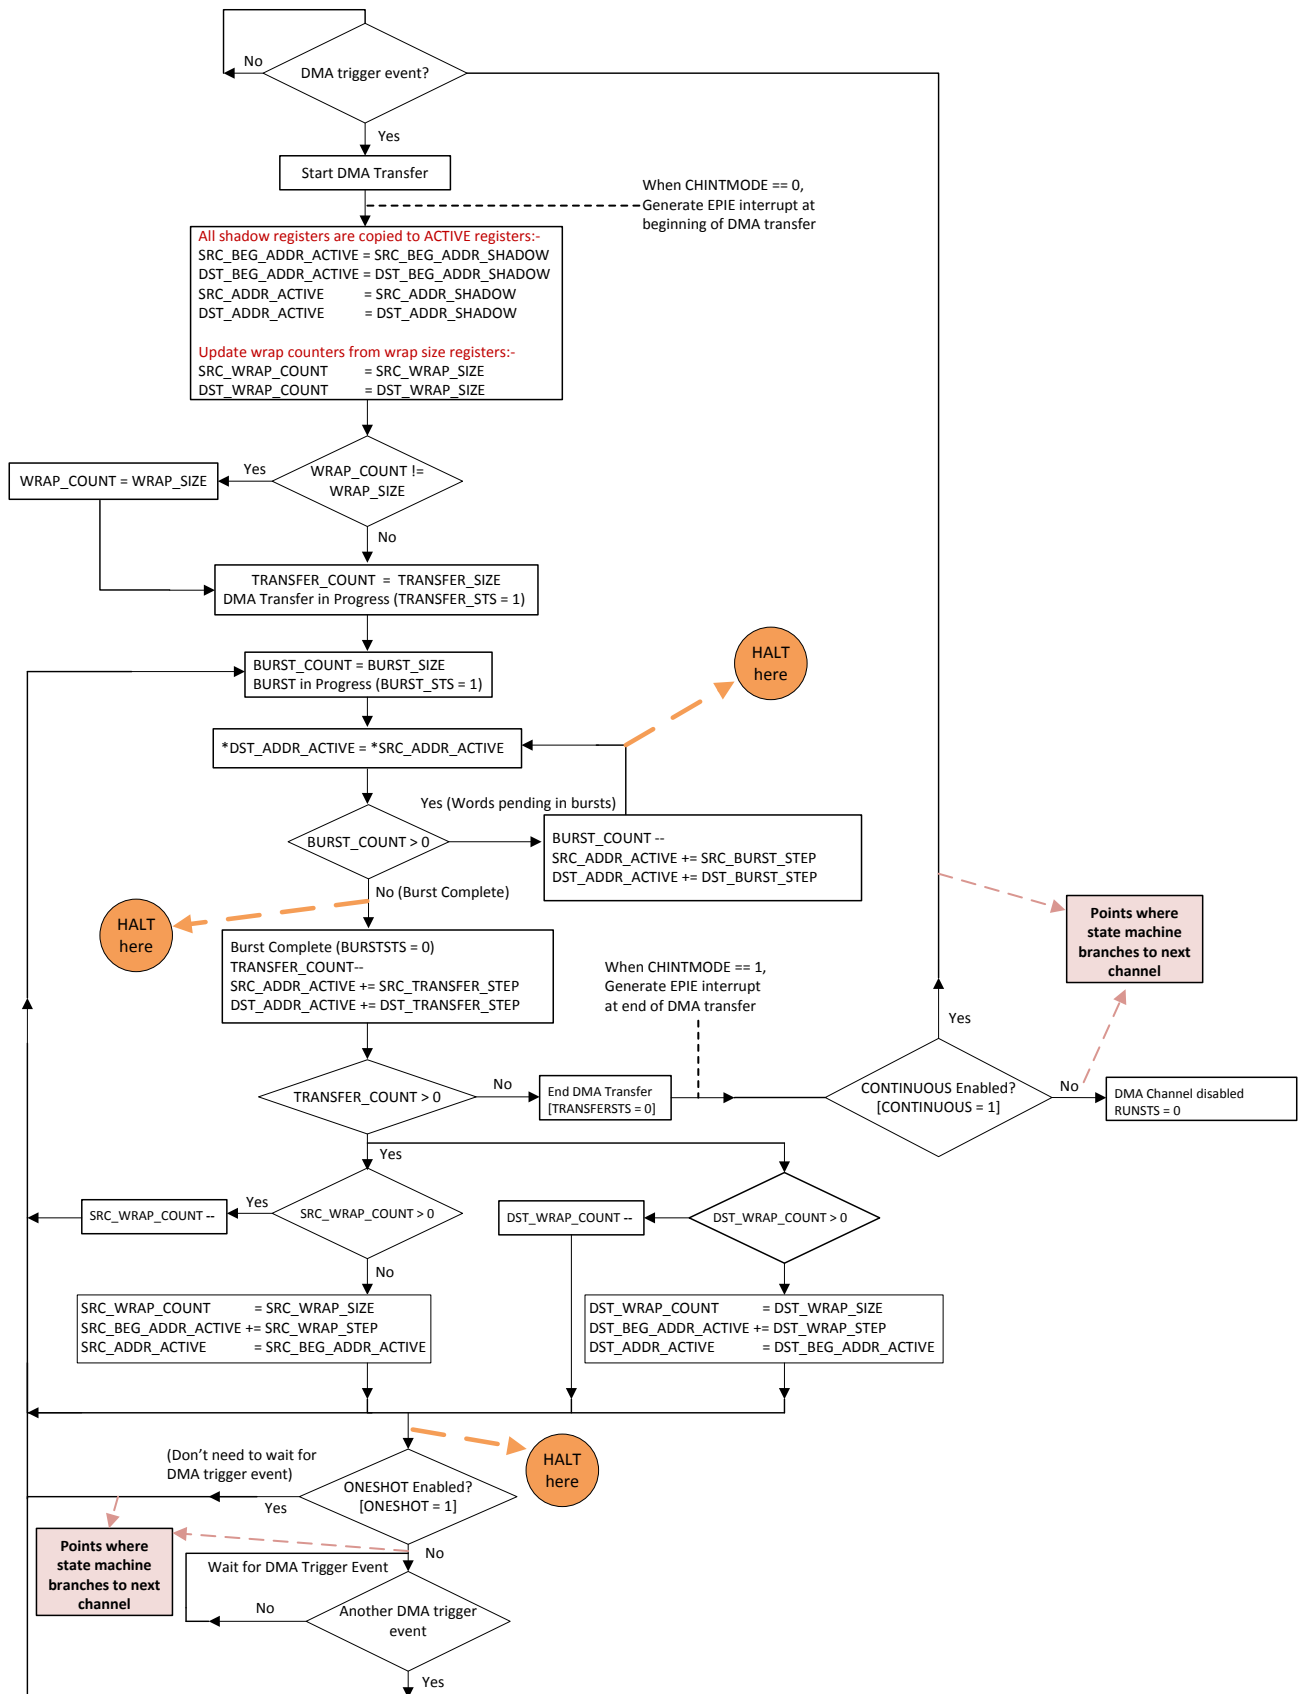 No
DMA trigger event?
Yes
Start DMA Transfer
When CHINTMODE == 0,
Generate EPIE interrupt at
beginning of DMA transfer
All shadow registers are copied to ACTIVE registers:-
SRC_BEG_ADDR_ACTIVE = SRC_BEG_ADDR_SHADOW
DST_BEG_ADDR_ACTIVE = DST_BEG_ADDR_SHADOW
SRC_ADDR_ACTIVE = SRC_ADDR_SHADOW
DST_ADDR_ACTIVE = DST_ADDR_SHADOW
Update wrap counters from wrap size registers:-
SRC_WRAP_COUNT = SRC_WRAP_SIZE
DST_WRAP_COUNT = DST_WRAP_SIZE
WRAP_COUNT !=
WRAP_SIZE
Yes
WRAP_COUNT = WRAP_SIZE
No
TRANSFER_COUNT = TRANSFER_SIZE
DMA Transfer in Progress (TRANSFER_STS = 1)
BURST_COUNT = BURST_SIZE
BURST in Progress (BURST_STS = 1)
HALT
here
*DST_ADDR_ACTIVE = *SRC_ADDR_ACTIVE
Yes (Words pending in bursts)
BURST_COUNT > 0
BURST_COUNT --
SRC_ADDR_ACTIVE += SRC_BURST_STEP
DST_ADDR_ACTIVE += DST_BURST_STEP
No (Burst Complete)
HALT
here
Burst Complete (BURSTSTS = 0)
TRANSFER_COUNT--
SRC_ADDR_ACTIVE += SRC_TRANSFER_STEP
DST_ADDR_ACTIVE += DST_TRANSFER_STEP
When CHINTMODE == 1,
Generate EPIE interrupt
at end of DMA transfer
Points where
state machine
branches to next
channel
Yes
TRANSFER_COUNT > 0
No
End DMA Transfer
[TRANSFERSTS = 0]
CONTINUOUS Enabled?
[CONTINUOUS = 1]
No
DMA Channel disabled
RUNSTS = 0
Yes
SRC_WRAP_COUNT > 0
Yes
SRC_WRAP_COUNT --
DST_WRAP_COUNT --
DST_WRAP_COUNT > 0
No
SRC_WRAP_COUNT = SRC_WRAP_SIZE
SRC_BEG_ADDR_ACTIVE += SRC_WRAP_STEP
SRC_ADDR_ACTIVE = SRC_BEG_ADDR_ACTIVE
DST_WRAP_COUNT = DST_WRAP_SIZE
DST_BEG_ADDR_ACTIVE += DST_WRAP_STEP
DST_ADDR_ACTIVE = DST_BEG_ADDR_ACTIVE
(Don't need to wait for
DMA trigger event)
HALT
here
ONESHOT Enabled?
[ONESHOT = 1]
Yes
Points where
state machine
branches to next
channel
No
Wait for DMA Trigger Event
No
Another DMA trigger
event
Yes